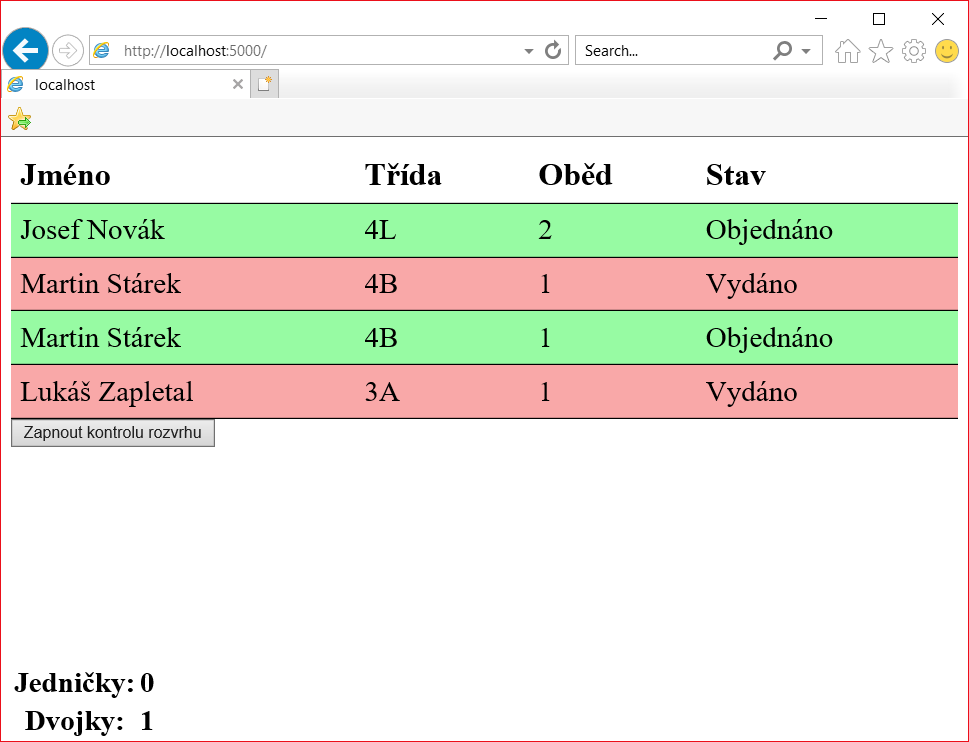 http://localhost:5000/ Search...
localhost
Jméno Třída Oběd Stav
Josef Novák 4L 2 Objednáno
Martin Stárek 4B 1 Vydáno
Martin Stárek 4B 1 Objednáno
Lukáš Zapletal 3A 1 Vydáno
Zapnout kontrolu rozvrhu
Jedničky: 0
Dvojky: 1